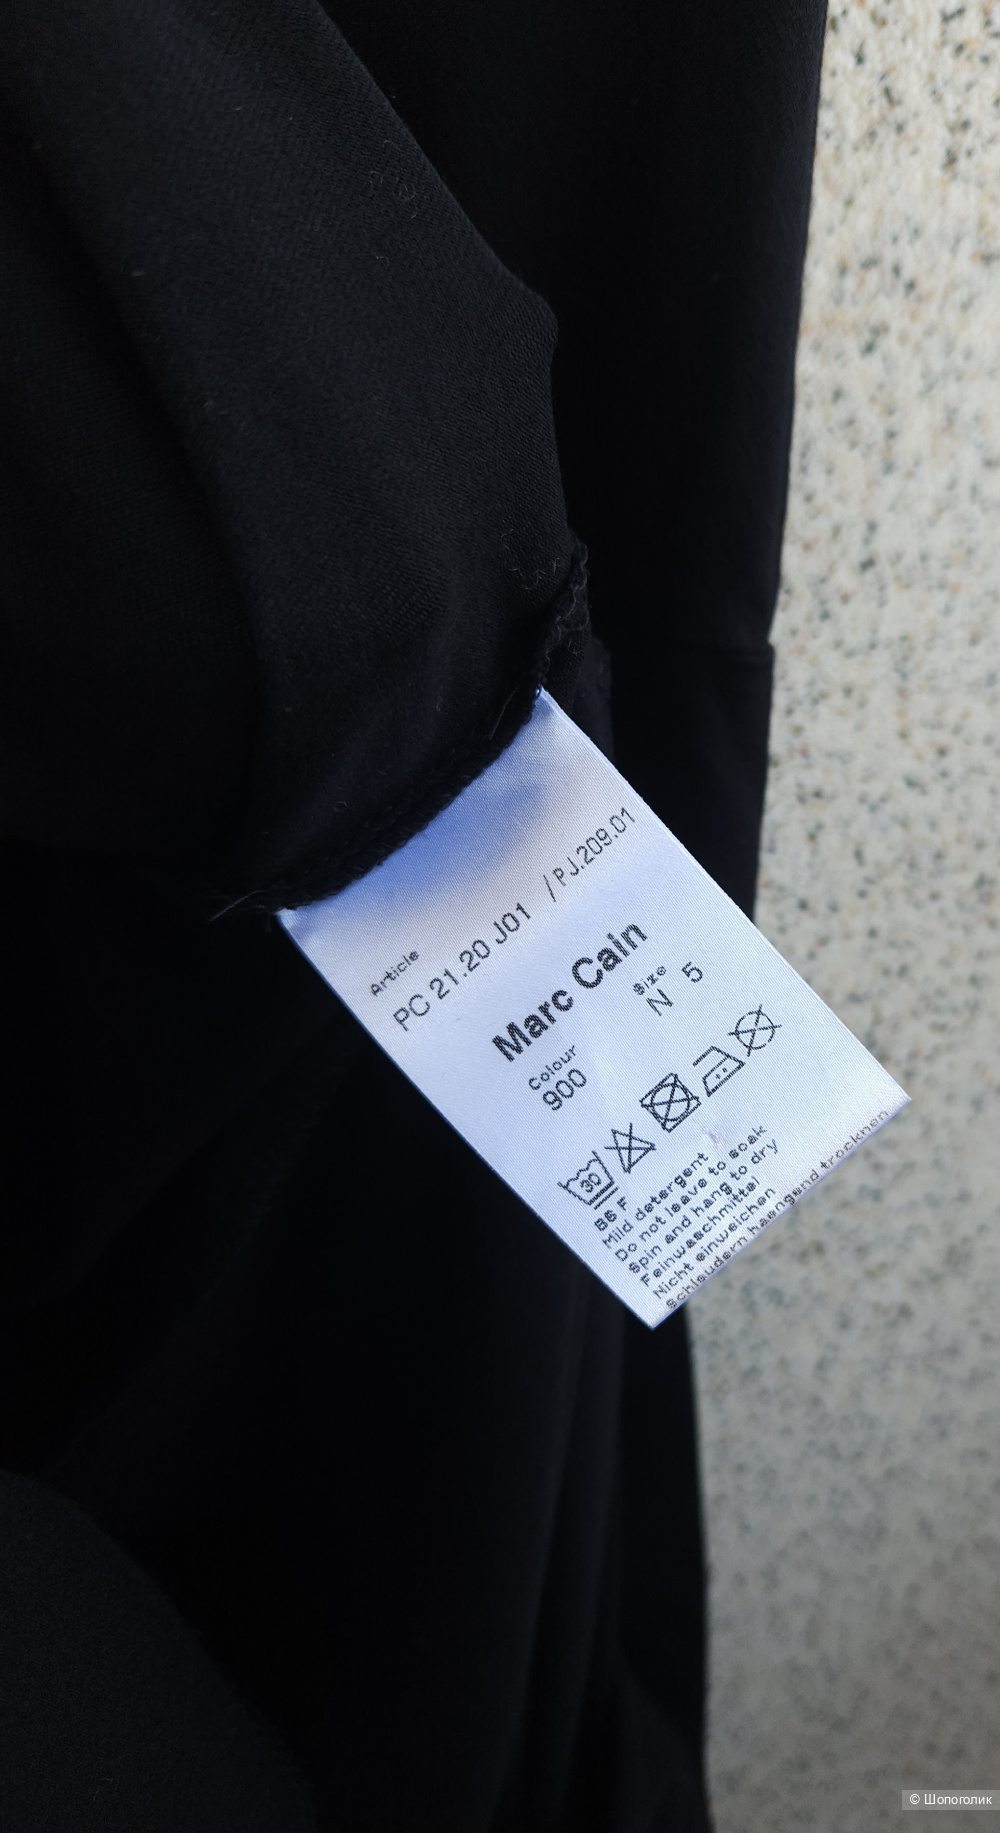 Article
PC 21.20 J01 / PJ.209.01
Marc Cain
Colour
900
Size
N 5
30
B6 F
Mild detergent
Do not leave to soak
Spin and hang to dry
Feinwaschmittel
Nicht einweichen
Schleudern haengend trocknen
© Шопоголик